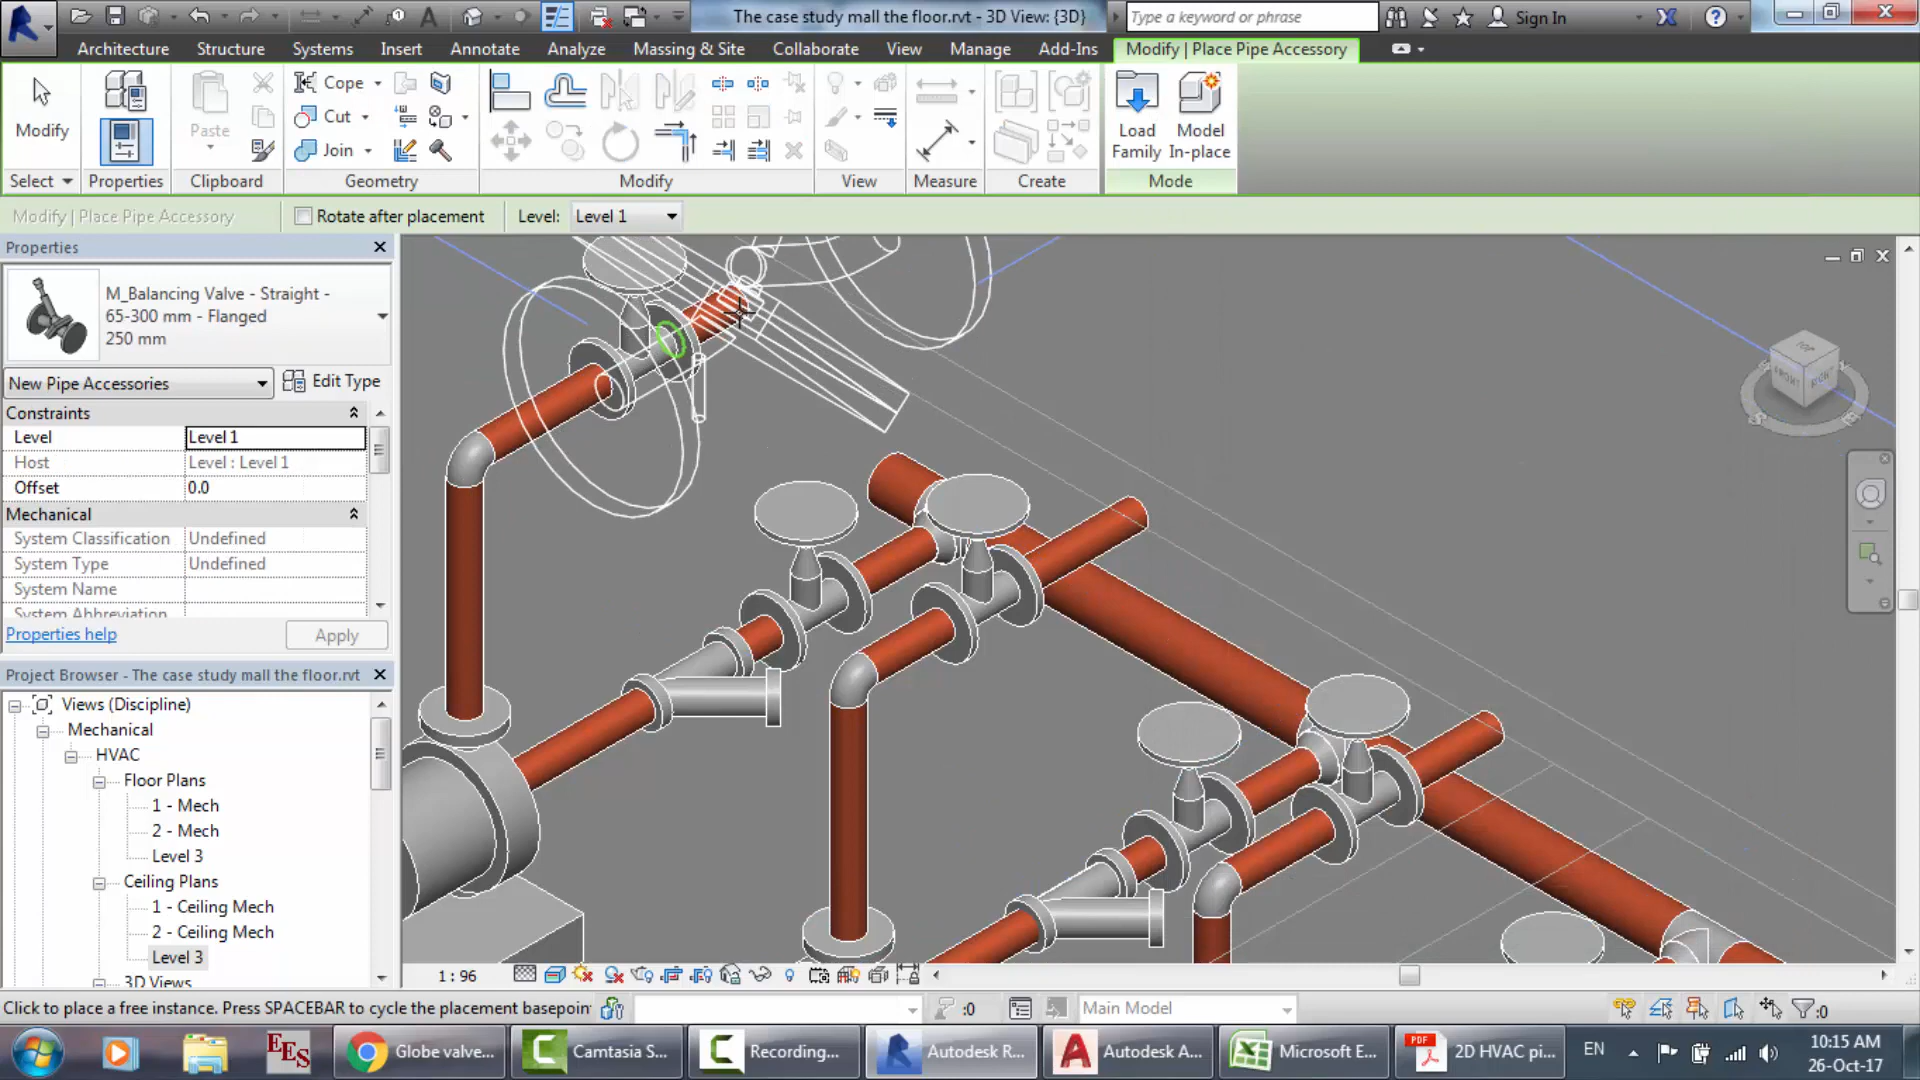 The case study mall the floor.rvt - 3D View: {3D}
Type a keyword or phrase
Sign In
Architecture
Structure
Systems
Insert
Annotate
Analyze
Massing & Site
Collaborate
View
Manage
Add-Ins
Modify | Place Pipe Accessory
Modify
Paste
Cope
Cut
Join
Load
Family
Model
In-place
Select
Properties
Clipboard
Geometry
Modify
View
Measure
Create
Mode
Modify | Place Pipe Accessory
Rotate after placement
Level:
Level 1
Properties
M_Balancing Valve - Straight -
65-300 mm - Flanged
250 mm
New Pipe Accessories
Edit Type
Constraints
Level
Level 1
Host
Level : Level 1
Offset
0.0
Mechanical
System Classification
Undefined
System Type
Undefined
System Name
System Abbreviation
Properties help
Apply
Project Browser - The case study mall the floor.rvt
Views (Discipline)
Mechanical
HVAC
Floor Plans
1 - Mech
2 - Mech
Level 3
Ceiling Plans
1 - Ceiling Mech
2 - Ceiling Mech
Level 3
3D Views
FRONT
RIGHT
1 : 96
Click to place a free instance. Press SPACEBAR to cycle the placement basepoin
:0
Main Model
:0
EES
Globe valve...
Camtasia S...
Recording...
Autodesk R...
Autodesk A...
Microsoft E...
PDF
2D HVAC pi...
EN
10:15 AM
26-Oct-17